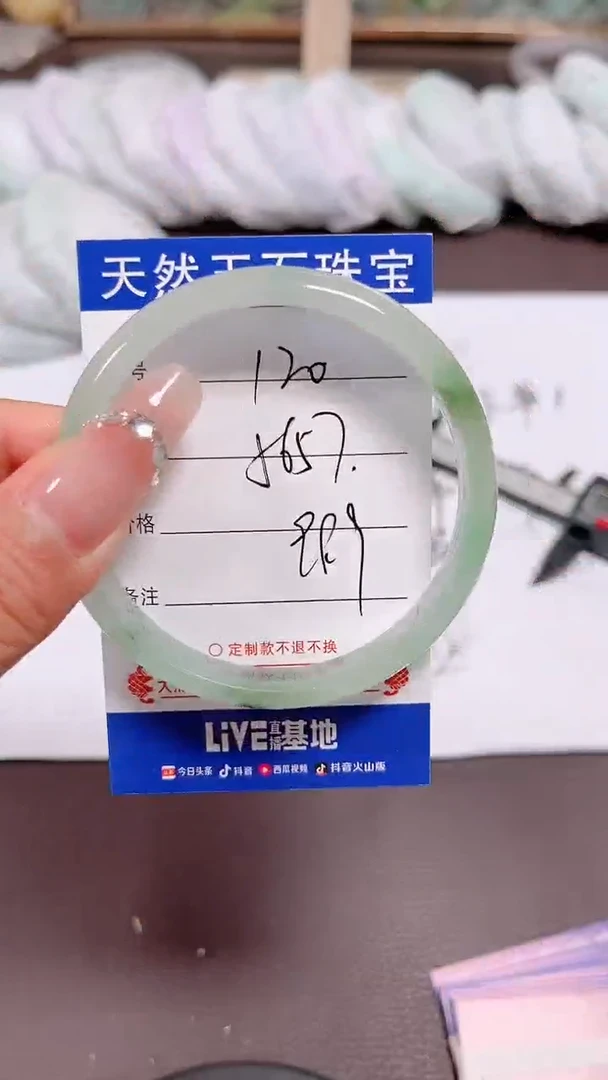 天然玉石珠宝
号 120
8657.
格
备注
定制款不退不换
LiVE直播基地
今日头条 抖音 西瓜视频 抖音火山版